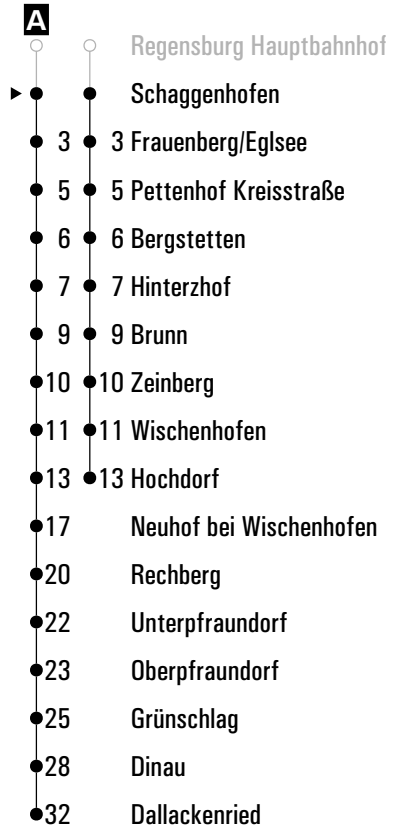 A
Regensburg Hauptbahnhof
Schaggenhofen
3 3 Frauenberg/Eglsee
5 5 Pettenhof Kreisstraße
6 6 Bergstetten
7 7 Hinterzhof
9 9 Brunn
10 10 Zeinberg
11 11 Wischenhofen
13 13 Hochdorf
17 Neuhof bei Wischenhofen
20 Rechberg
22 Unterpfraundorf
23 Oberpfraundorf
25 Grünschlag
28 Dinau
32 Dallackenried